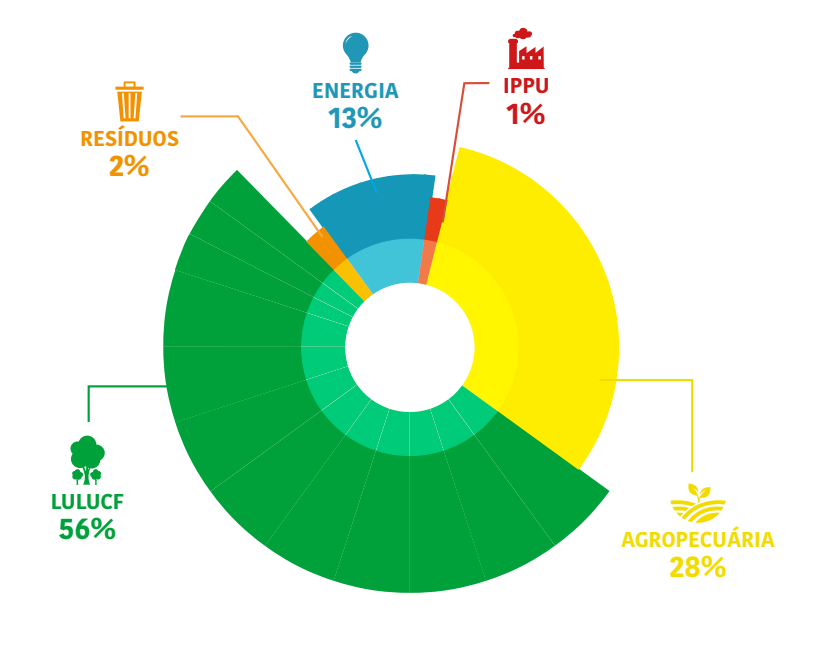 ENERGIA
13%
IPPU
1%
RESÍDUOS
2%
LULUCF
56%
AGROPECUÁRIA
28%